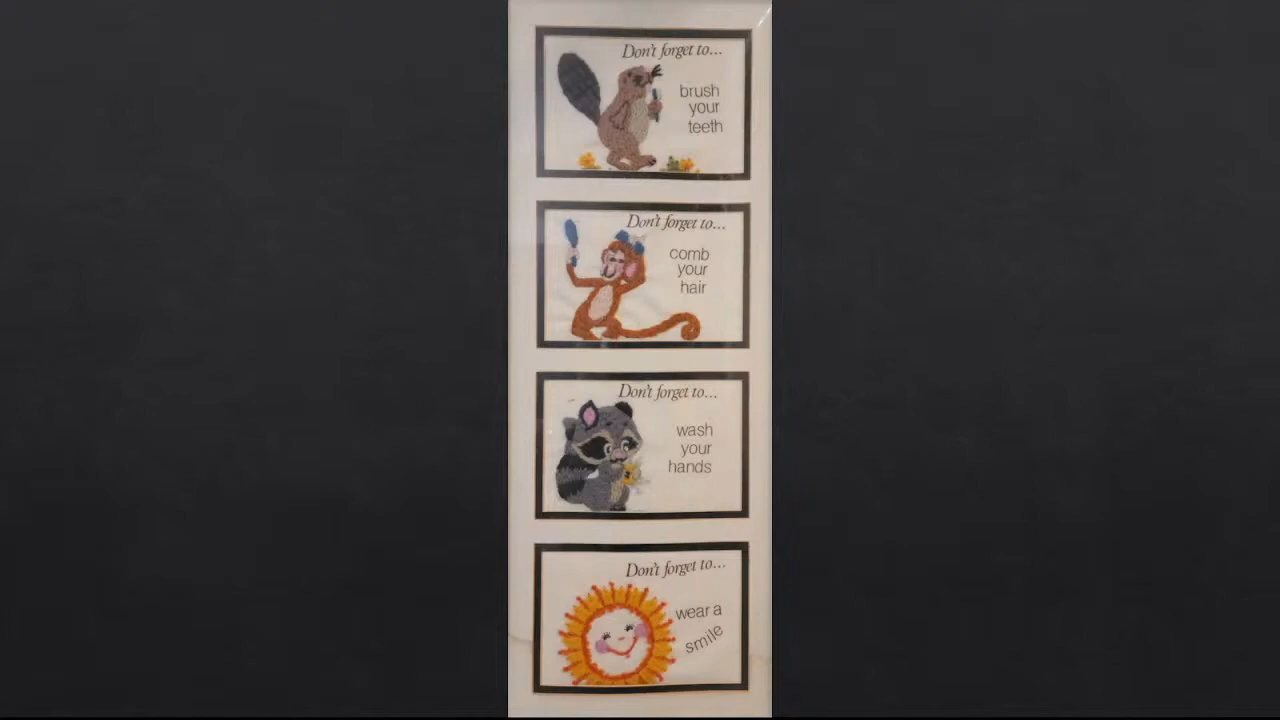 Don't forget to...
brush
your
teeth
Don't forget to...
comb
your
hair
Don't forget to...
wash
your
hands
Don't forget to...
wear a
smile